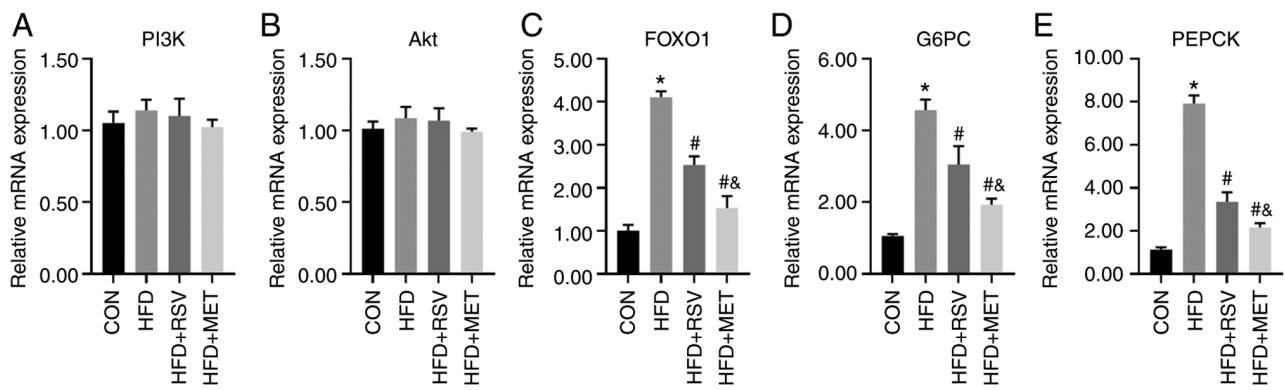 A
PI3K
Relative mRNA expression
1.50
1.00
0.50
0.00
CON
HFD
HFD+RSV
HFD+MET
B
Akt
Relative mRNA expression
1.50
1.00
0.50
0.00
CON
HFD
HFD+RSV
HFD+MET
C
FOXO1
Relative mRNA expression
5.00
4.00
3.00
2.00
1.00
0.00
*
#
#&
CON
HFD
HFD+RSV
HFD+MET
D
G6PC
Relative mRNA expression
6.00
4.00
2.00
0.00
*
#
#&
CON
HFD
HFD+RSV
HFD+MET
E
PEPCK
Relative mRNA expression
10.00
8.00
6.00
4.00
2.00
0.00
*
#
#&
CON
HFD
HFD+RSV
HFD+MET